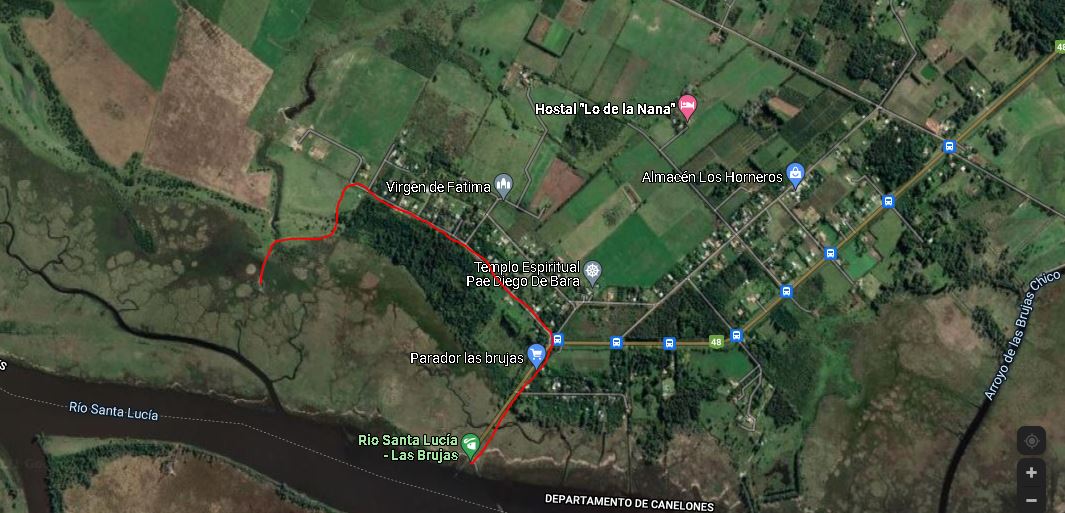 48
Hostal "Lo de la Nana"
Almacén Los Horneros
Virgen de Fatima
Templo Espiritual
Pae Diego De Bara
Arroyo de las Brujas Chico
48
Parador las brujas
Río Santa Lucía
Rio Santa Lucía
- Las Brujas
DEPARTAMENTO DE CANELONES